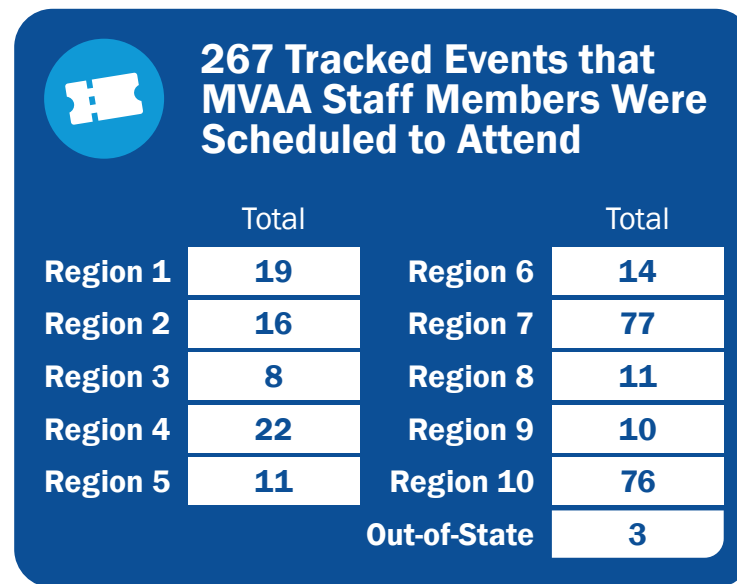 267 Tracked Events that
MVAA Staff Members Were
Scheduled to Attend
Total
Region 1 19
Region 2 16
Region 3 8
Region 4 22
Region 5 11
Total
Region 6 14
Region 7 77
Region 8 11
Region 9 10
Region 10 76
Out-of-State 3